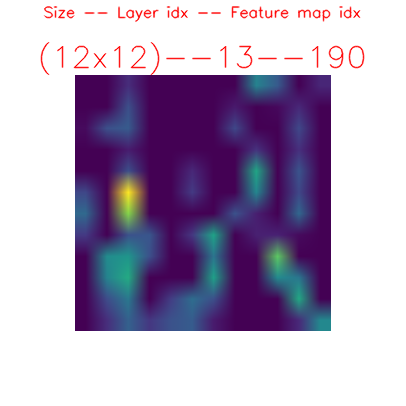 Size -- Layer idx -- Feature map idx
(12x12)--13--190